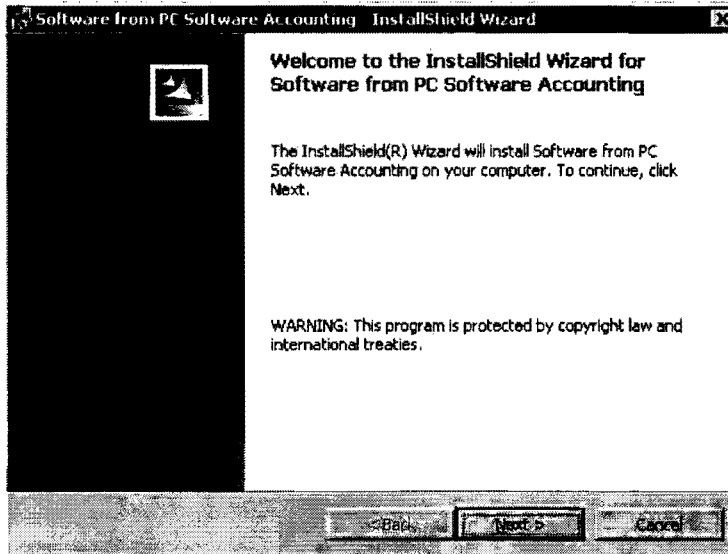 Software from PC Software Accounting InstallShield Wizard
Welcome to the InstallShield Wizard for
Software from PC Software Accounting
The InstallShield(R) Wizard will install Software from PC
Software Accounting on your computer. To continue, click
Next.
WARNING: This program is protected by copyright law and
international treaties.
< Back
Next >
Cancel